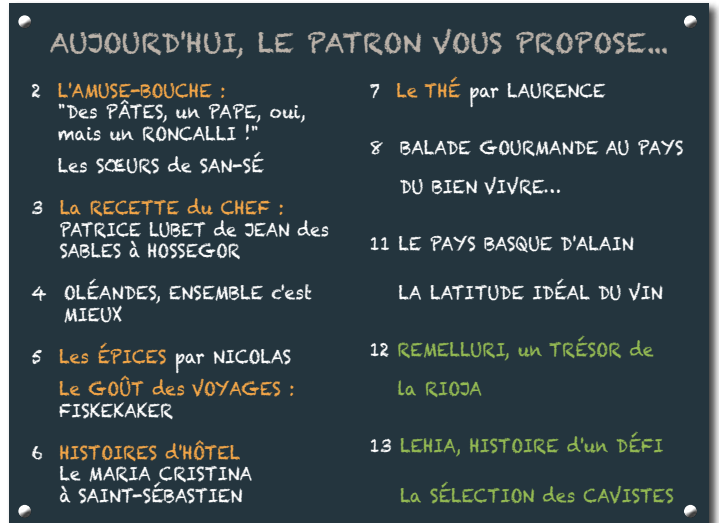 AUJOURD'HUI, LE PATRON VOUS PROPOSE...
2 L'AMUSE-BOUCHE :
"Des PÂTES, un PAPE, oui,
mais un RONCALLI !"
Les SŒURS de SAN-SÉ
3 La RECETTE du CHEF :
PATRICE LUBET de JEAN des
SABLES à HOSSEGOR
4 OLÉANDES, ENSEMBLE c'est
MIEUX
5 Les ÉPICES par NICOLAS
Le GOÛT des VOYAGES :
FISKEKAKER
6 HISTOIRES d'HÔTEL
Le MARIA CRISTINA
à SAINT-SÉBASTIEN
7 Le THÉ par LAURENCE
8 BALADE GOURMANDE AU PAYS
DU BIEN VIVRE...
11 LE PAYS BASQUE D'ALAIN
LA LATITUDE IDÉAL DU VIN
12 REMELLURI, un TRÉSOR de
la RIOJA
13 LEHIA, HISTOIRE d'un DÉFI
La SÉLECTION des CAVISTES